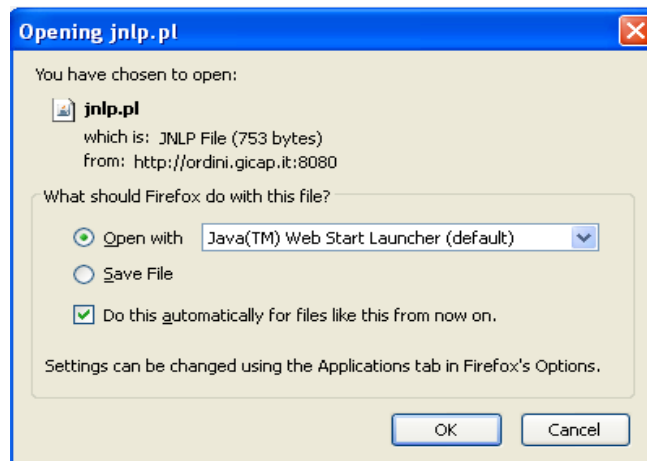 Opening jnlp.pl
You have chosen to open:
jnlp.pl
which is: JNLP File (753 bytes)
from: http://ordini.gicap.it:8080
What should Firefox do with this file?
Open with Java(TM) Web Start Launcher (default)
Save File
Do this automatically for files like this from now on.
Settings can be changed using the Applications tab in Firefox's Options.
OK Cancel